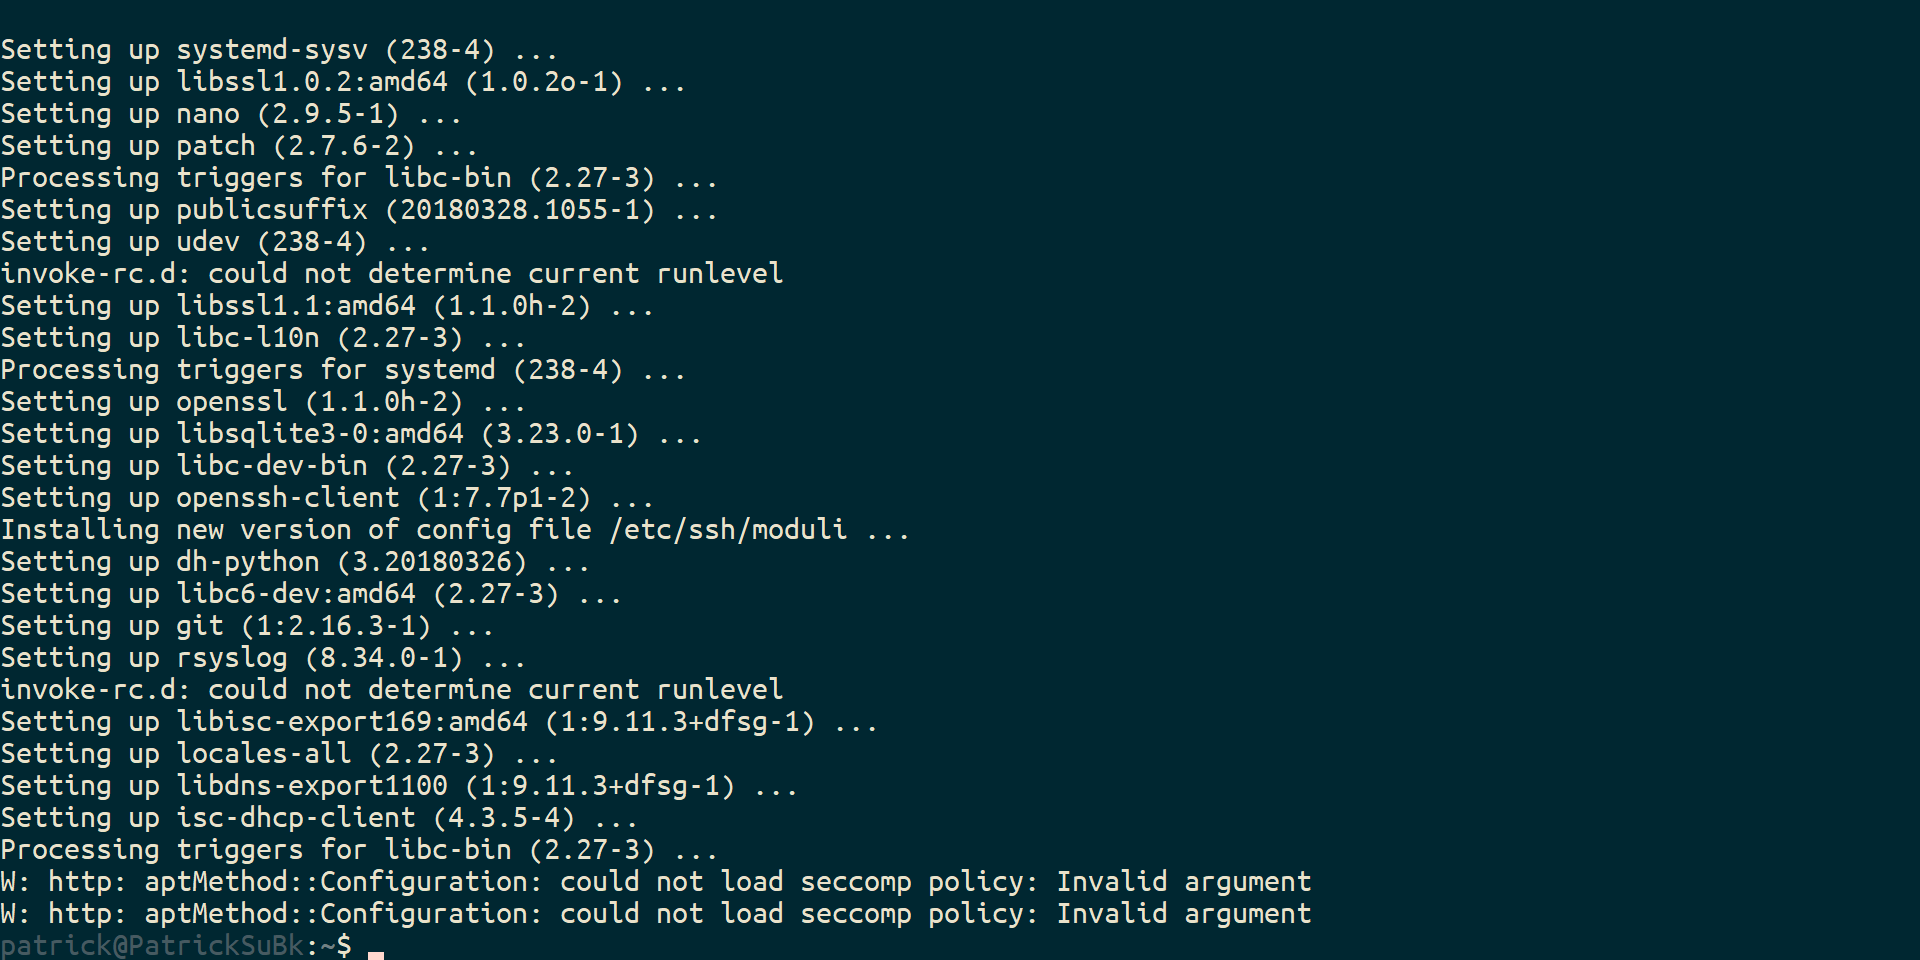 Setting up systemd-sysv (238-4) ...
Setting up libssl1.0.2:amd64 (1.0.2o-1) ...
Setting up nano (2.9.5-1) ...
Setting up patch (2.7.6-2) ...
Processing triggers for libc-bin (2.27-3) ...
Setting up publicsuffix (20180328.1055-1) ...
Setting up udev (238-4) ...
invoke-rc.d: could not determine current runlevel
Setting up libssl1.1:amd64 (1.1.0h-2) ...
Setting up libc-l10n (2.27-3) ...
Processing triggers for systemd (238-4) ...
Setting up openssl (1.1.0h-2) ...
Setting up libsqlite3-0:amd64 (3.23.0-1) ...
Setting up libc-dev-bin (2.27-3) ...
Setting up openssh-client (1:7.7p1-2) ...
Installing new version of config file /etc/ssh/moduli ...
Setting up dh-python (3.20180326) ...
Setting up libc6-dev:amd64 (2.27-3) ...
Setting up git (1:2.16.3-1) ...
Setting up rsyslog (8.34.0-1) ...
invoke-rc.d: could not determine current runlevel
Setting up libisc-export169:amd64 (1:9.11.3+dfsg-1) ...
Setting up locales-all (2.27-3) ...
Setting up libdns-export1100 (1:9.11.3+dfsg-1) ...
Setting up isc-dhcp-client (4.3.5-4) ...
Processing triggers for libc-bin (2.27-3) ...
W: http: aptMethod::Configuration: could not load seccomp policy: Invalid argument
W: http: aptMethod::Configuration: could not load seccomp policy: Invalid argument
patrick@PatrickSuBk:~$